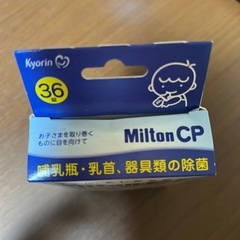 Kyorin
36錠
お子さまを取り巻く
ものに目を向けて
Milton CP
哺乳瓶・乳首、器具類の除菌